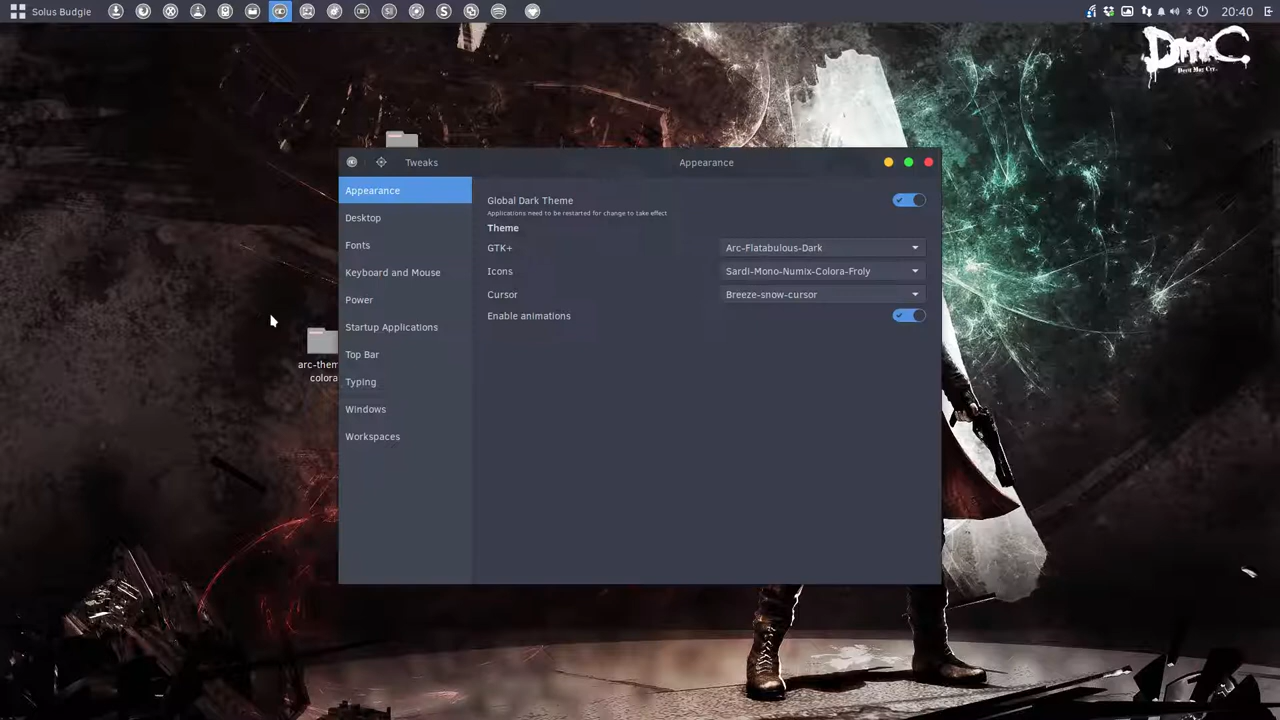 Solus Budgie
20:40
DmC
Devil May Cry
Tweaks
Appearance
Appearance
Desktop
Fonts
Keyboard and Mouse
Power
Startup Applications
Top Bar
Typing
Windows
Workspaces
Global Dark Theme
Applications need to be restarted for change to take effect
Theme
GTK+
Arc-Flatabulous-Dark
Icons
Sardi-Mono-Numix-Colora-Froly
Cursor
Breeze-snow-cursor
Enable animations
arc-them
colora